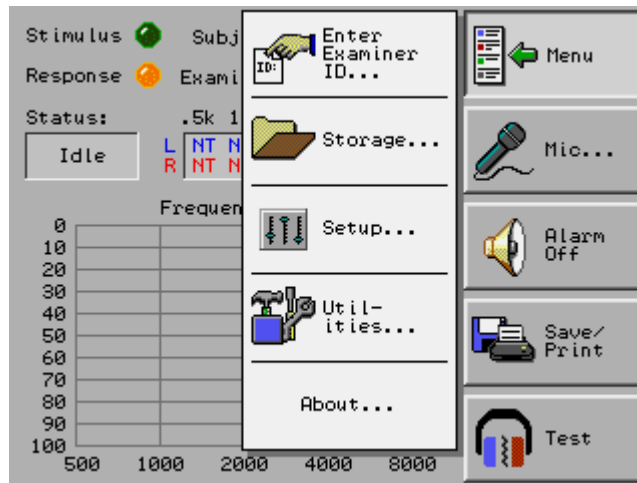 Stimulus
Subj
Response
Exami
Status:
.5k 1
Idle
L NT N
R NT N
Frequen
0
10
20
30
40
50
60
70
80
90
100
500 1000 2000 4000 8000
ID:
Enter
Examiner
ID...
Storage...
Setup...
Util-
ities...
About...
Menu
Mic...
Alarm
Off
Save/
Print
Test